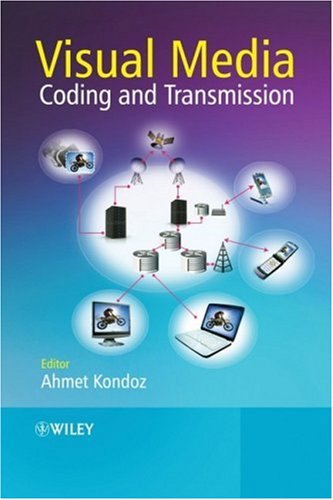 Visual Media
Coding and Transmission
Editor
Ahmet Kondoz
WILEY